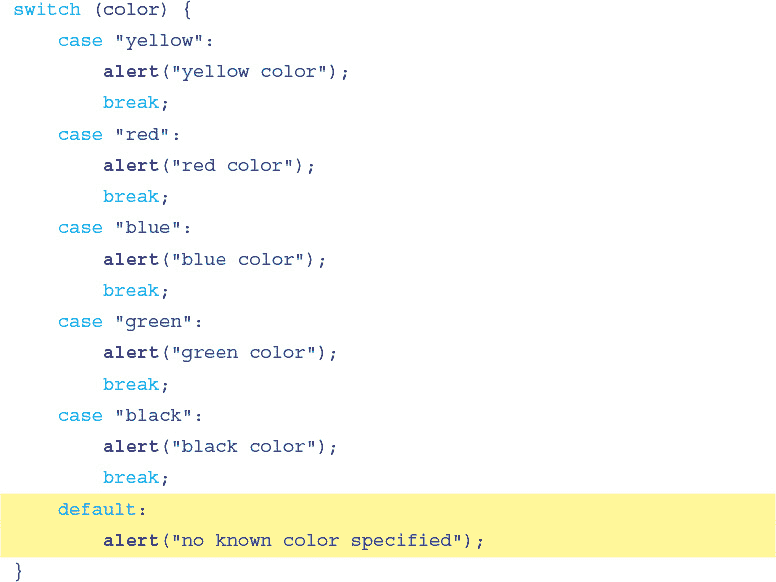 switch (color) {
    case "yellow":
        alert("yellow color");
        break;
    case "red":
        alert("red color");
        break;
    case "blue":
        alert("blue color");
        break;
    case "green":
        alert("green color");
        break;
    case "black":
        alert("black color");
        break;
    default:
        alert("no known color specified");
}